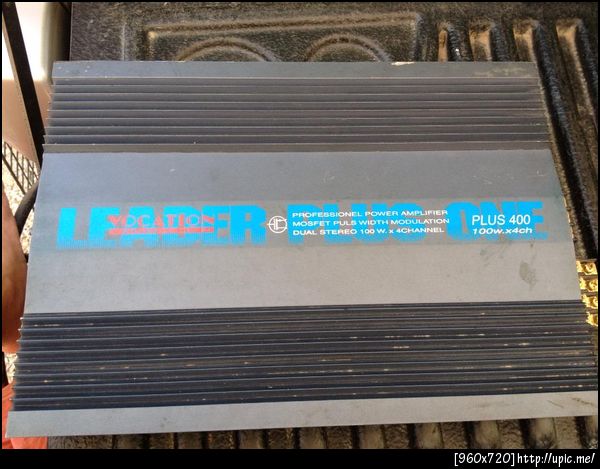 LEADER PLUS ONE
VOCATION
PROFESSIONEL POWER AMPLIFIER
MOSFET PULS WIDTH MODULATION
DUAL STEREO 100 W. x 4CHANNEL
PLUS 400
100w.x4ch
[960x720]http://upic.me/